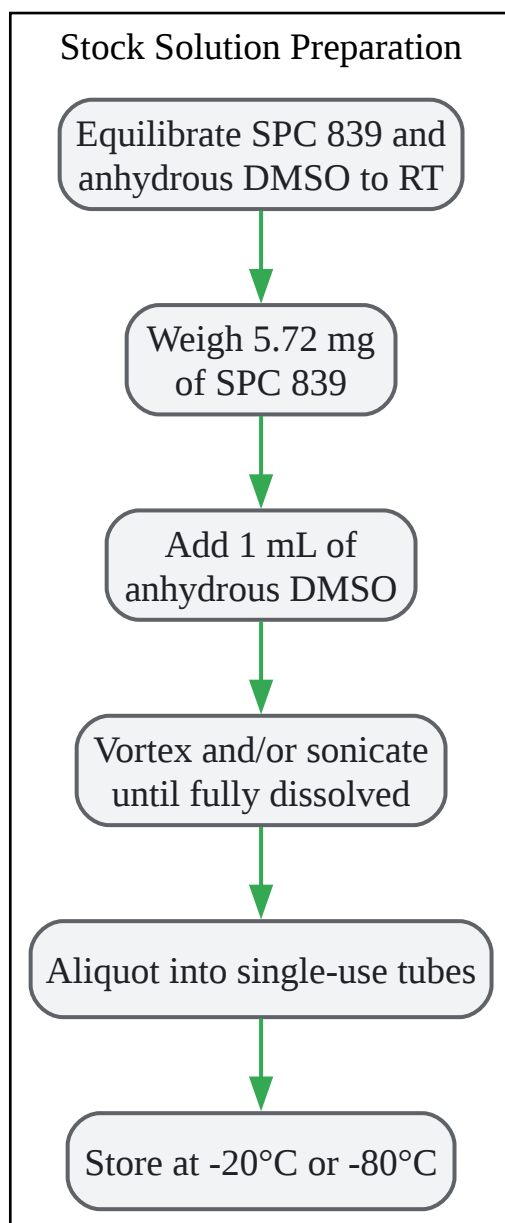 Stock Solution Preparation
Equilibrate SPC 839 and
anhydrous DMSO to RT
Weigh 5.72 mg
of SPC 839
Add 1 mL of
anhydrous DMSO
Vortex and/or sonicate
until fully dissolved
Aliquot into single-use tubes
Store at -20°C or -80°C